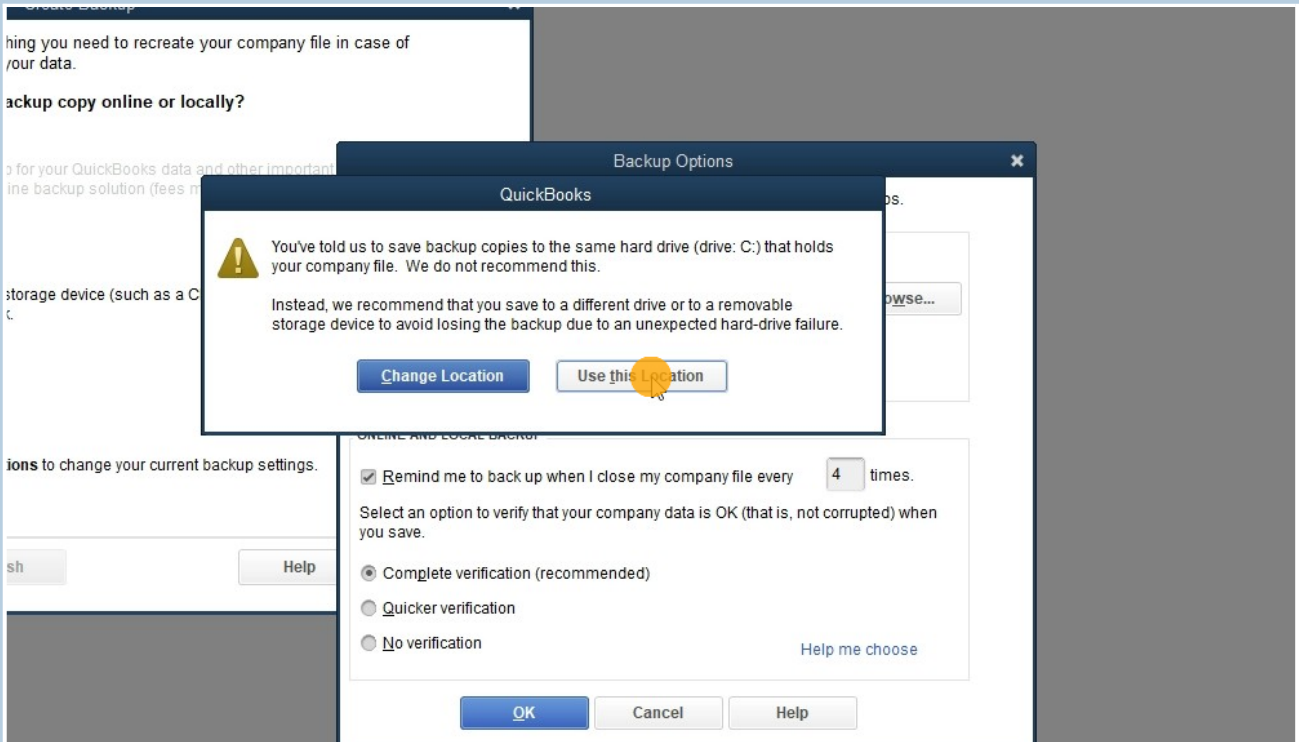 Create Backup
hing you need to recreate your company file in case of
your data.
ackup copy online or locally?
for your QuickBooks data and other important
ine backup solution (fees
storage device (such as a C
ions to change your current backup settings.
sh
Help
Backup Options
QuickBooks
You've told us to save backup copies to the same hard drive (drive: C:) that holds
your company file. We do not recommend this.
Instead, we recommend that you save to a different drive or to a removable
storage device to avoid losing the backup due to an unexpected hard-drive failure.
Change Location
Use this Location
ps.
owse...
ONLINE AND LOCAL BACKUP
Remind me to back up when I close my company file every 4 times.
Select an option to verify that your company data is OK (that is, not corrupted) when
you save.
Complete verification (recommended)
Quicker verification
No verification
Help me choose
OK
Cancel
Help